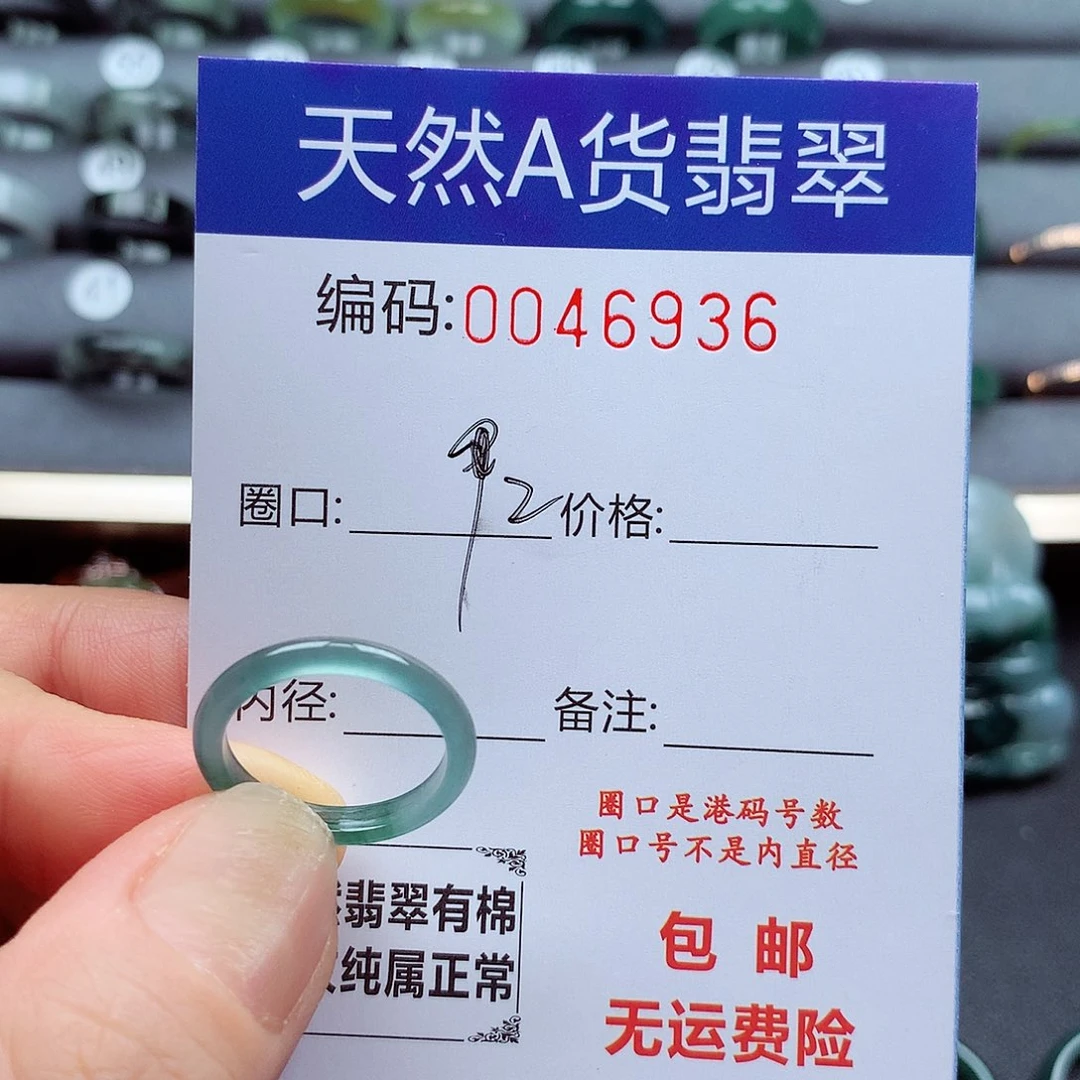 天然A货翡翠
编码:0046936
圈口: 2 价格:
内径: 备注:
圈口是港码号数
圈口号不是内直径
翡翠有棉
纯属正常
包邮
无运费险